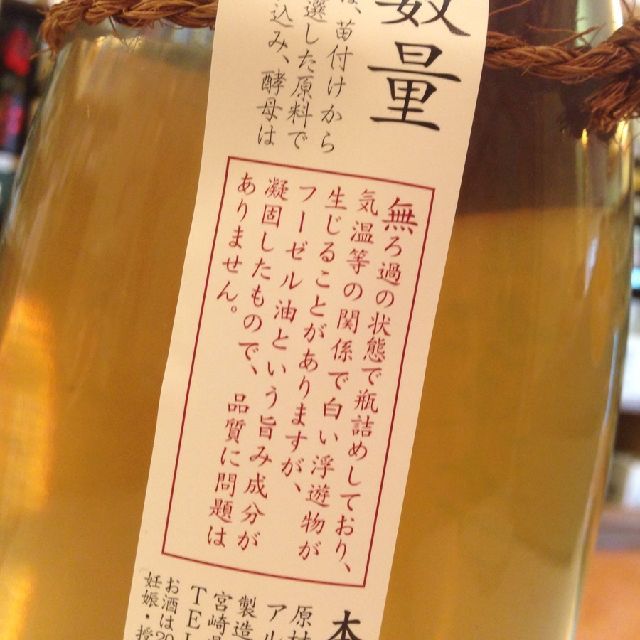 数量
、苗付けから
選した原料で
込み、酵母は
無ろ過の状態で瓶詰めしており、
気温等の関係で白い浮遊物が
生じることがありますが、
フーゼル油という旨み成分が
凝固したもので、品質に問題は
ありません。
本
原材
アル
製造
宮崎県
TEL
お酒は20
妊娠・授